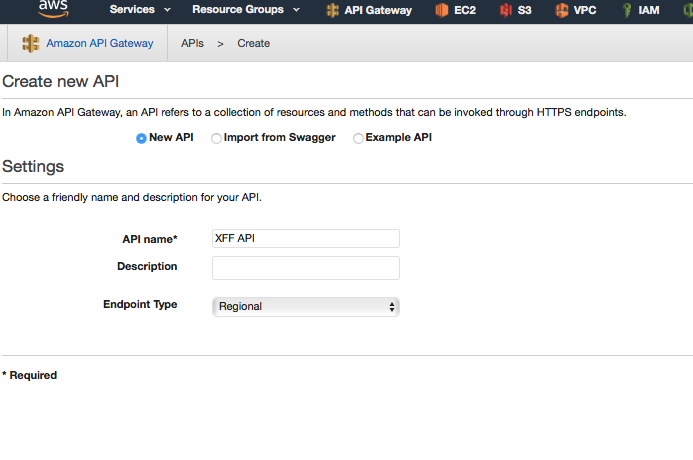 aws Services Resource Groups API Gateway EC2 S3 VPC IAM
Amazon API Gateway APIs > Create
Create new API
In Amazon API Gateway, an API refers to a collection of resources and methods that can be invoked through HTTPS endpoints.
New API Import from Swagger Example API
Settings
Choose a friendly name and description for your API.
API name* XFF API
Description
Endpoint Type Regional
* Required